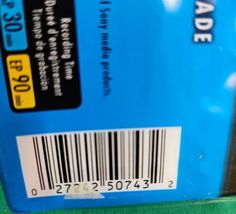 ADE
l Sony media products.
Recording Time
Durée d'enregistrement
Tiempo de grabación
P 30 min
EP 90 min
0 27242 50743 2